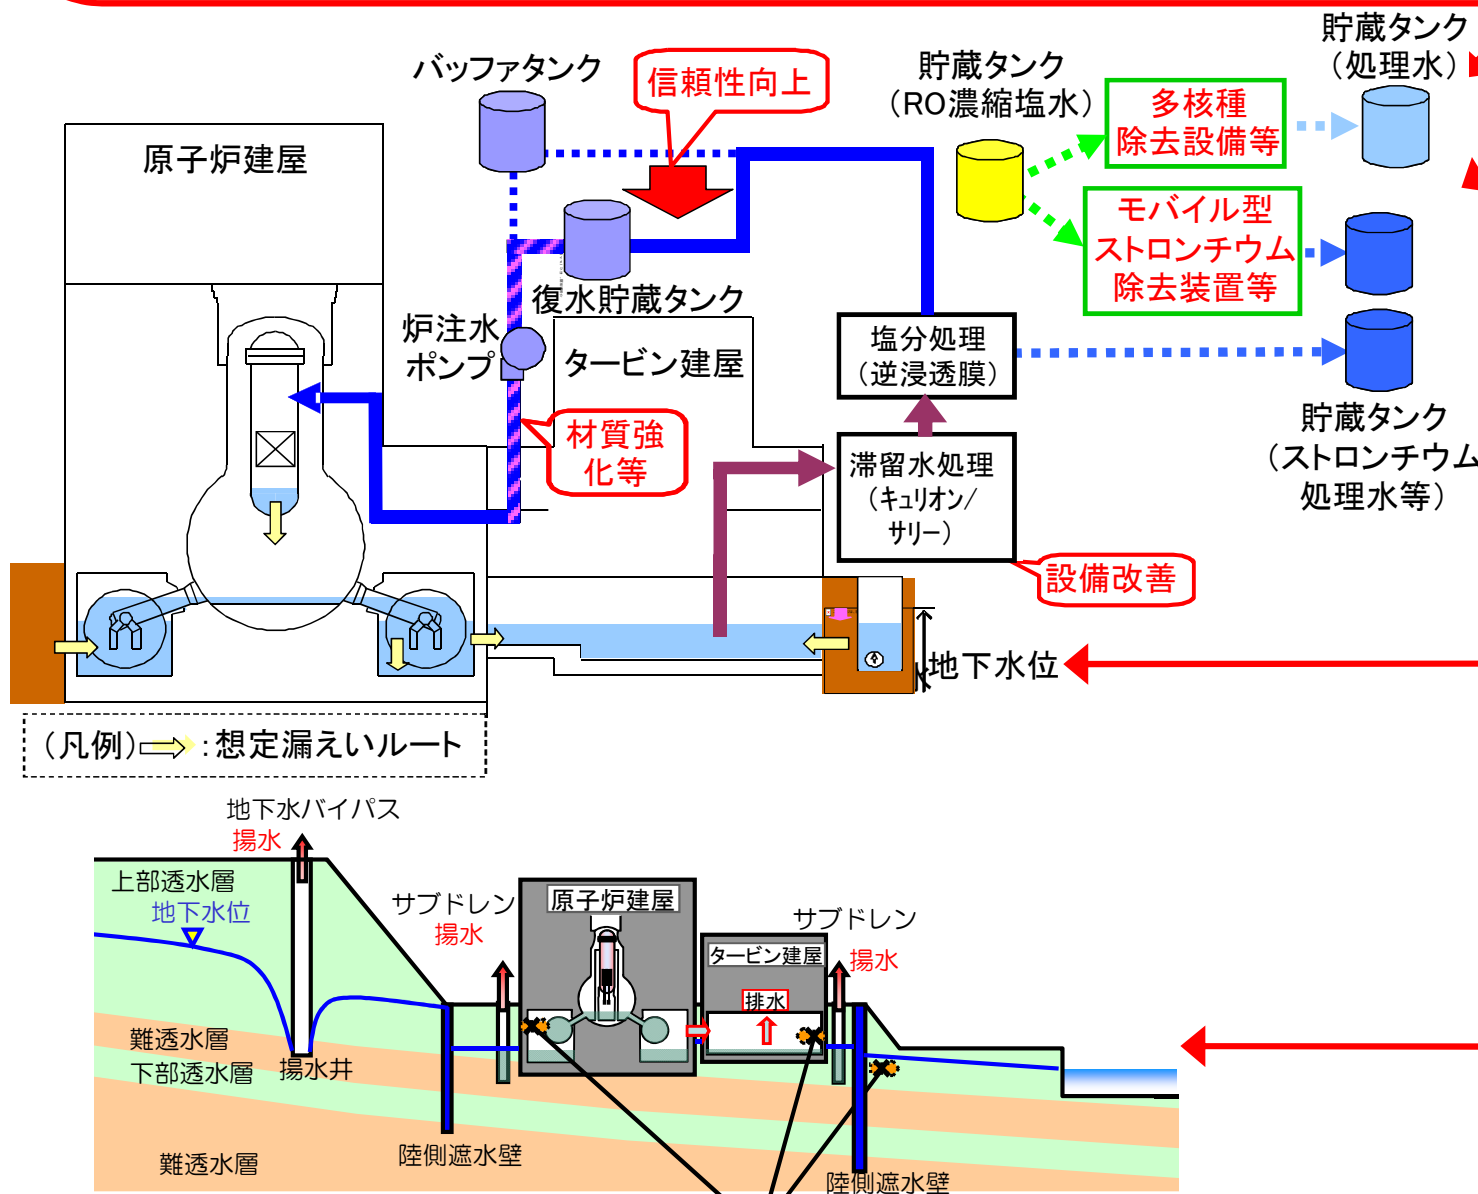 貯蔵タンク
（処理水）
バッファタンク
信頼性向上
貯蔵タンク
（RO濃縮塩水）
多核種
除去設備等
原子炉建屋
モバイル型
ストロンチウム
除去装置等
復水貯蔵タンク
炉注水
ポンプ
タービン建屋
塩分処理
（逆浸透膜）
貯蔵タンク
（ストロンチウム
処理水等）
材質強
化等
滞留水処理
（キュリオン/
サリー）
設備改善
地下水位
（凡例） ：想定漏えいルート
地下水バイパス
揚水
上部透水層
地下水位
サブドレン
揚水
原子炉建屋
サブドレン
揚水
タービン建屋
排水
難透水層
下部透水層
揚水井
難透水層
陸側遮水壁
陸側遮水壁